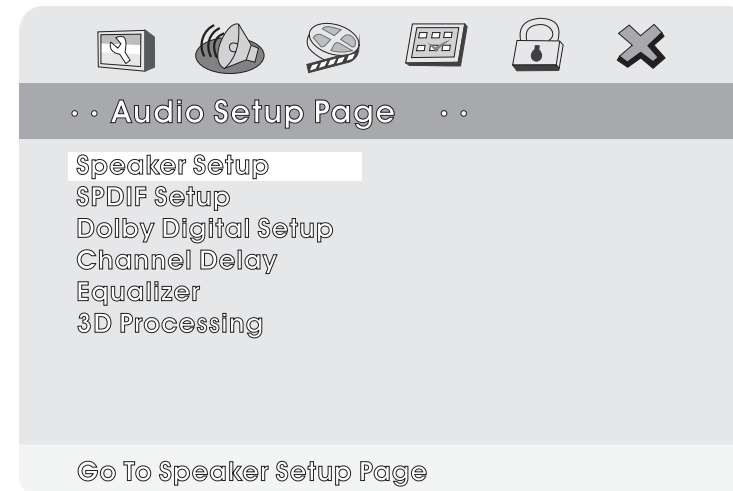 ·· Audio Setup Page ··
Speaker Setup
SPDIF Setup
Dolby Digital Setup
Channel Delay
Equalizer
3D Processing
Go To Speaker Setup Page